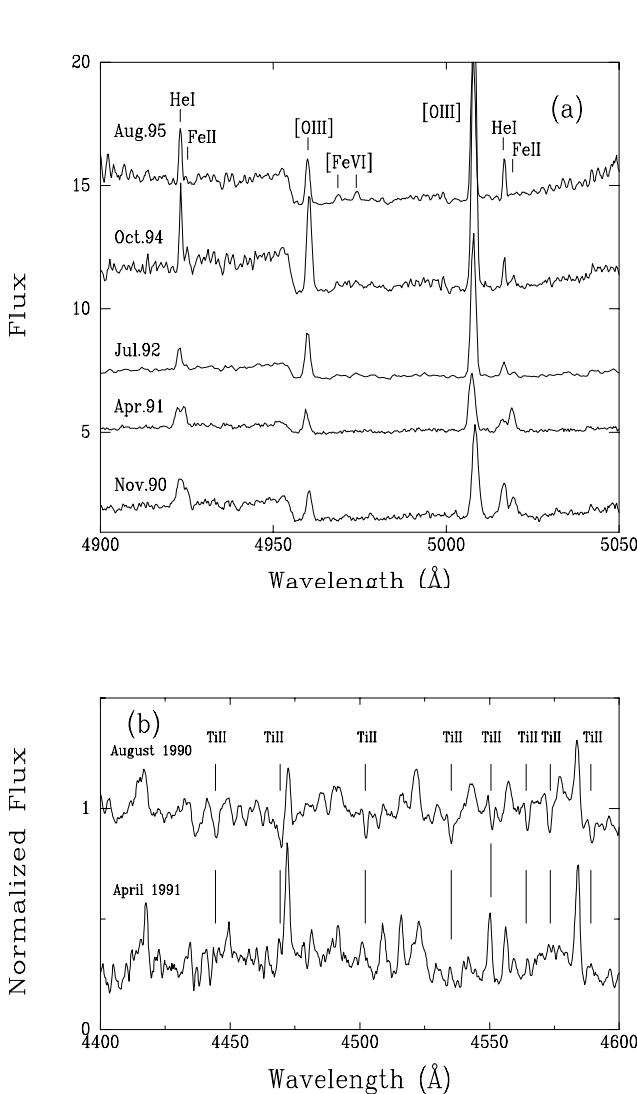 20
15
10
5
Flux
(a)
HeI
FeII
[OIII]
[FeVI]
[OIII]
HeI
FeII
Aug.95
Oct.94
Jul.92
Apr.91
Nov.90
4900 4950 5000 5050
Wavelength (Å)
(b)
TiII TiII TiII TiII TiII TiII TiII TiII
August 1990
April 1991
1
0
Normalized Flux
4400 4450 4500 4550 4600
Wavelength (Å)